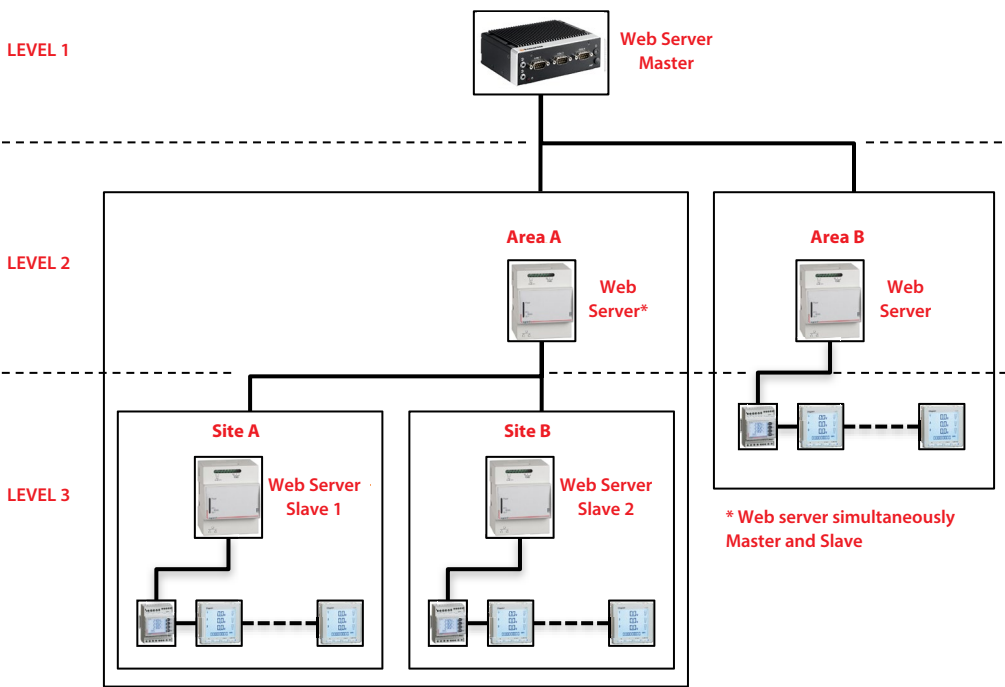 LEVEL 1
Web Server
Master
LEVEL 2
Area A
Web
Server*
Area B
Web
Server
LEVEL 3
Site A
Web Server
Slave 1
Site B
Web Server
Slave 2
* Web server simultaneously
Master and Slave